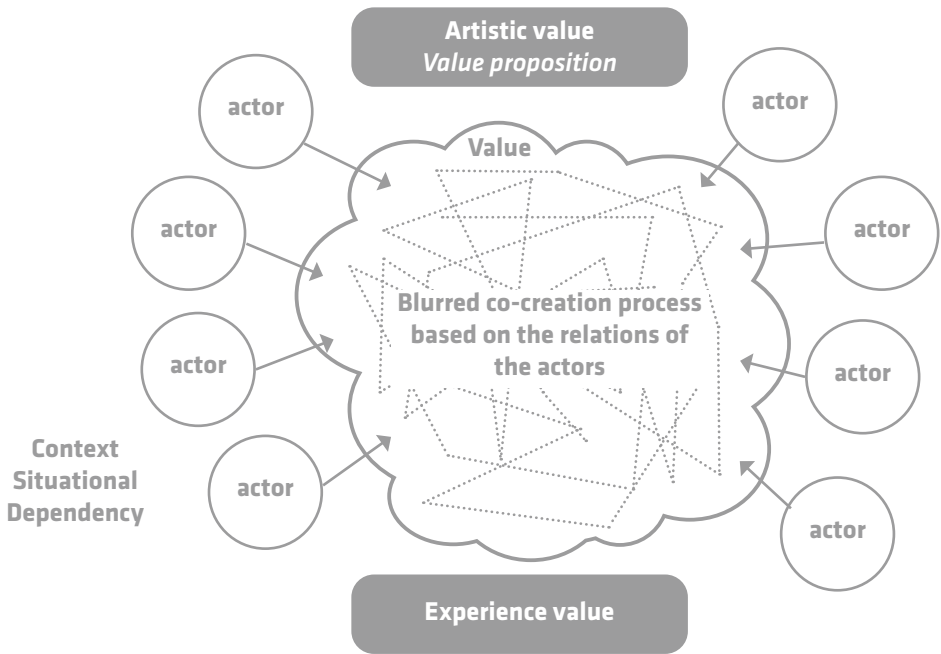 Artistic value
Value proposition
actor
actor
Value
actor
actor
Blurred co-creation process
based on the relations of
the actors
actor
actor
Context
Situational
Dependency
actor
actor
Experience value